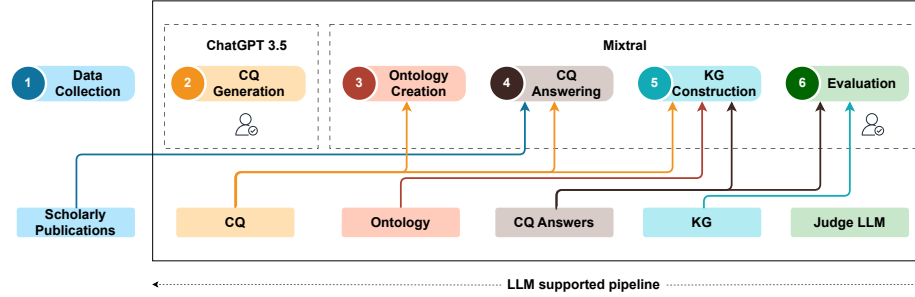 ChatGPT 3.5
Mixtral
1
Data
Collection
2
CQ
Generation
3
Ontology
Creation
4
CQ
Answering
5
KG
Construction
6
Evaluation
Scholarly
Publications
CQ
Ontology
CQ Answers
KG
Judge LLM
LLM supported pipeline